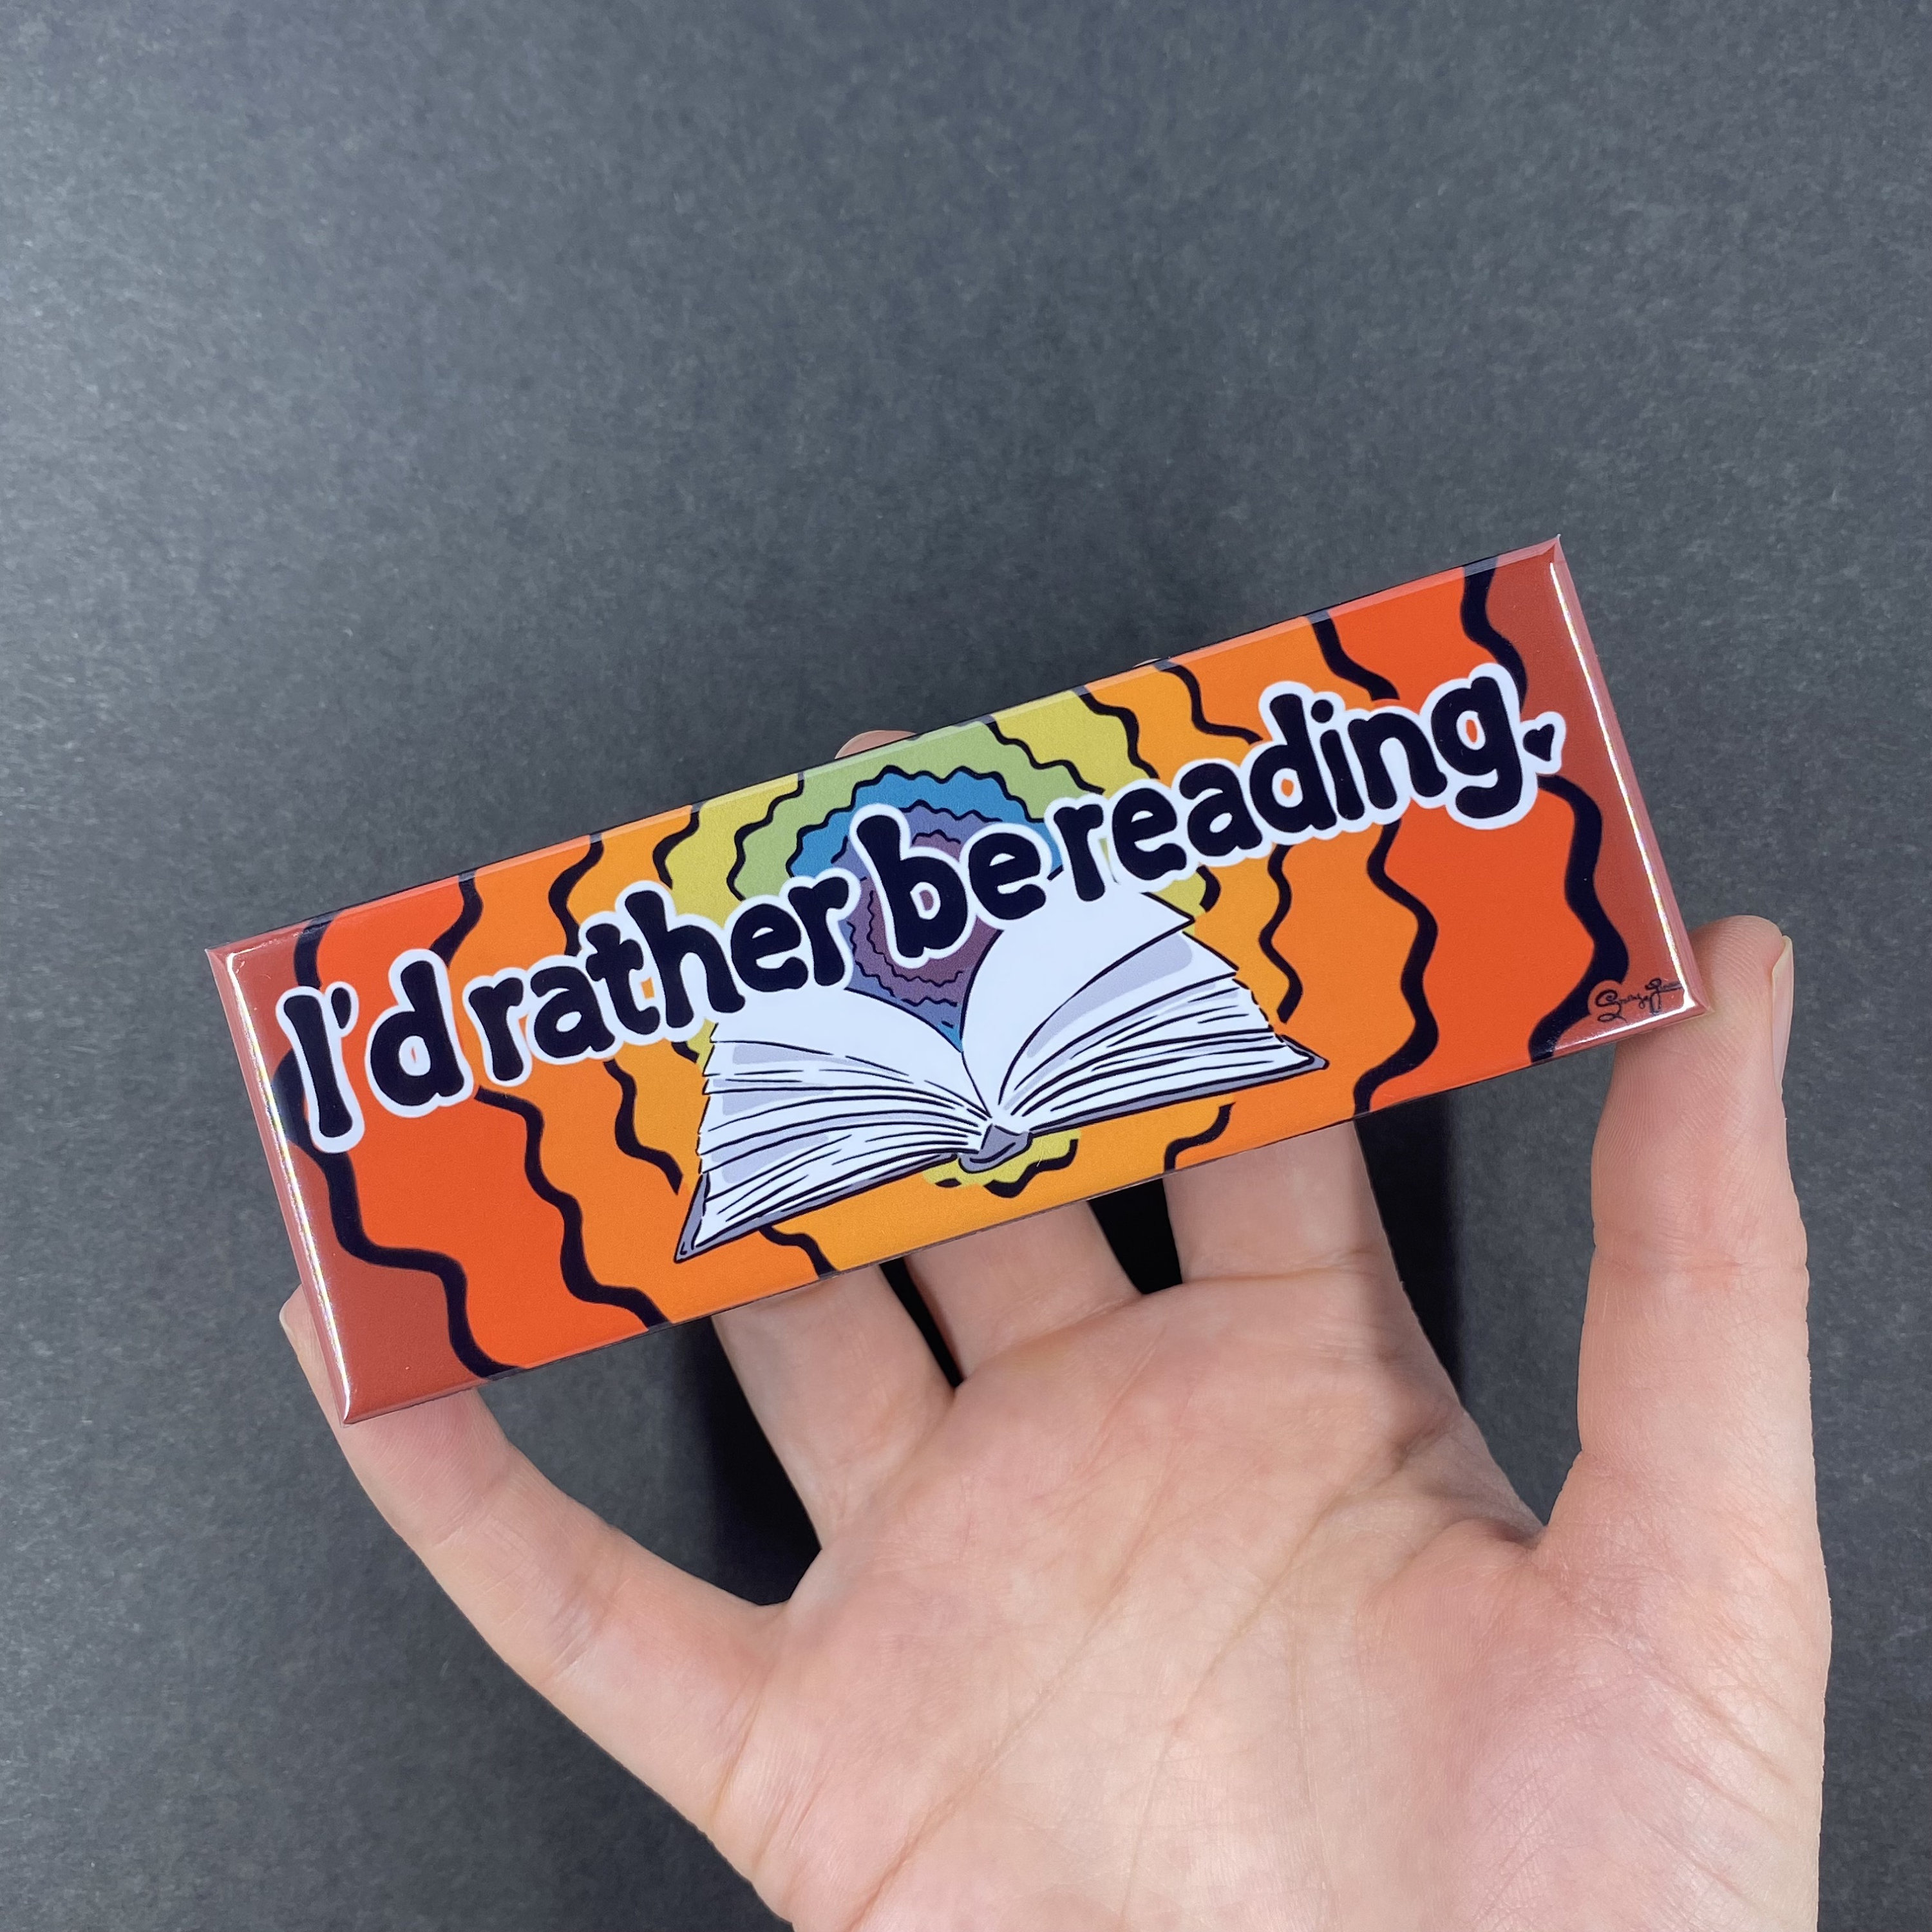 I'd rather be reading.